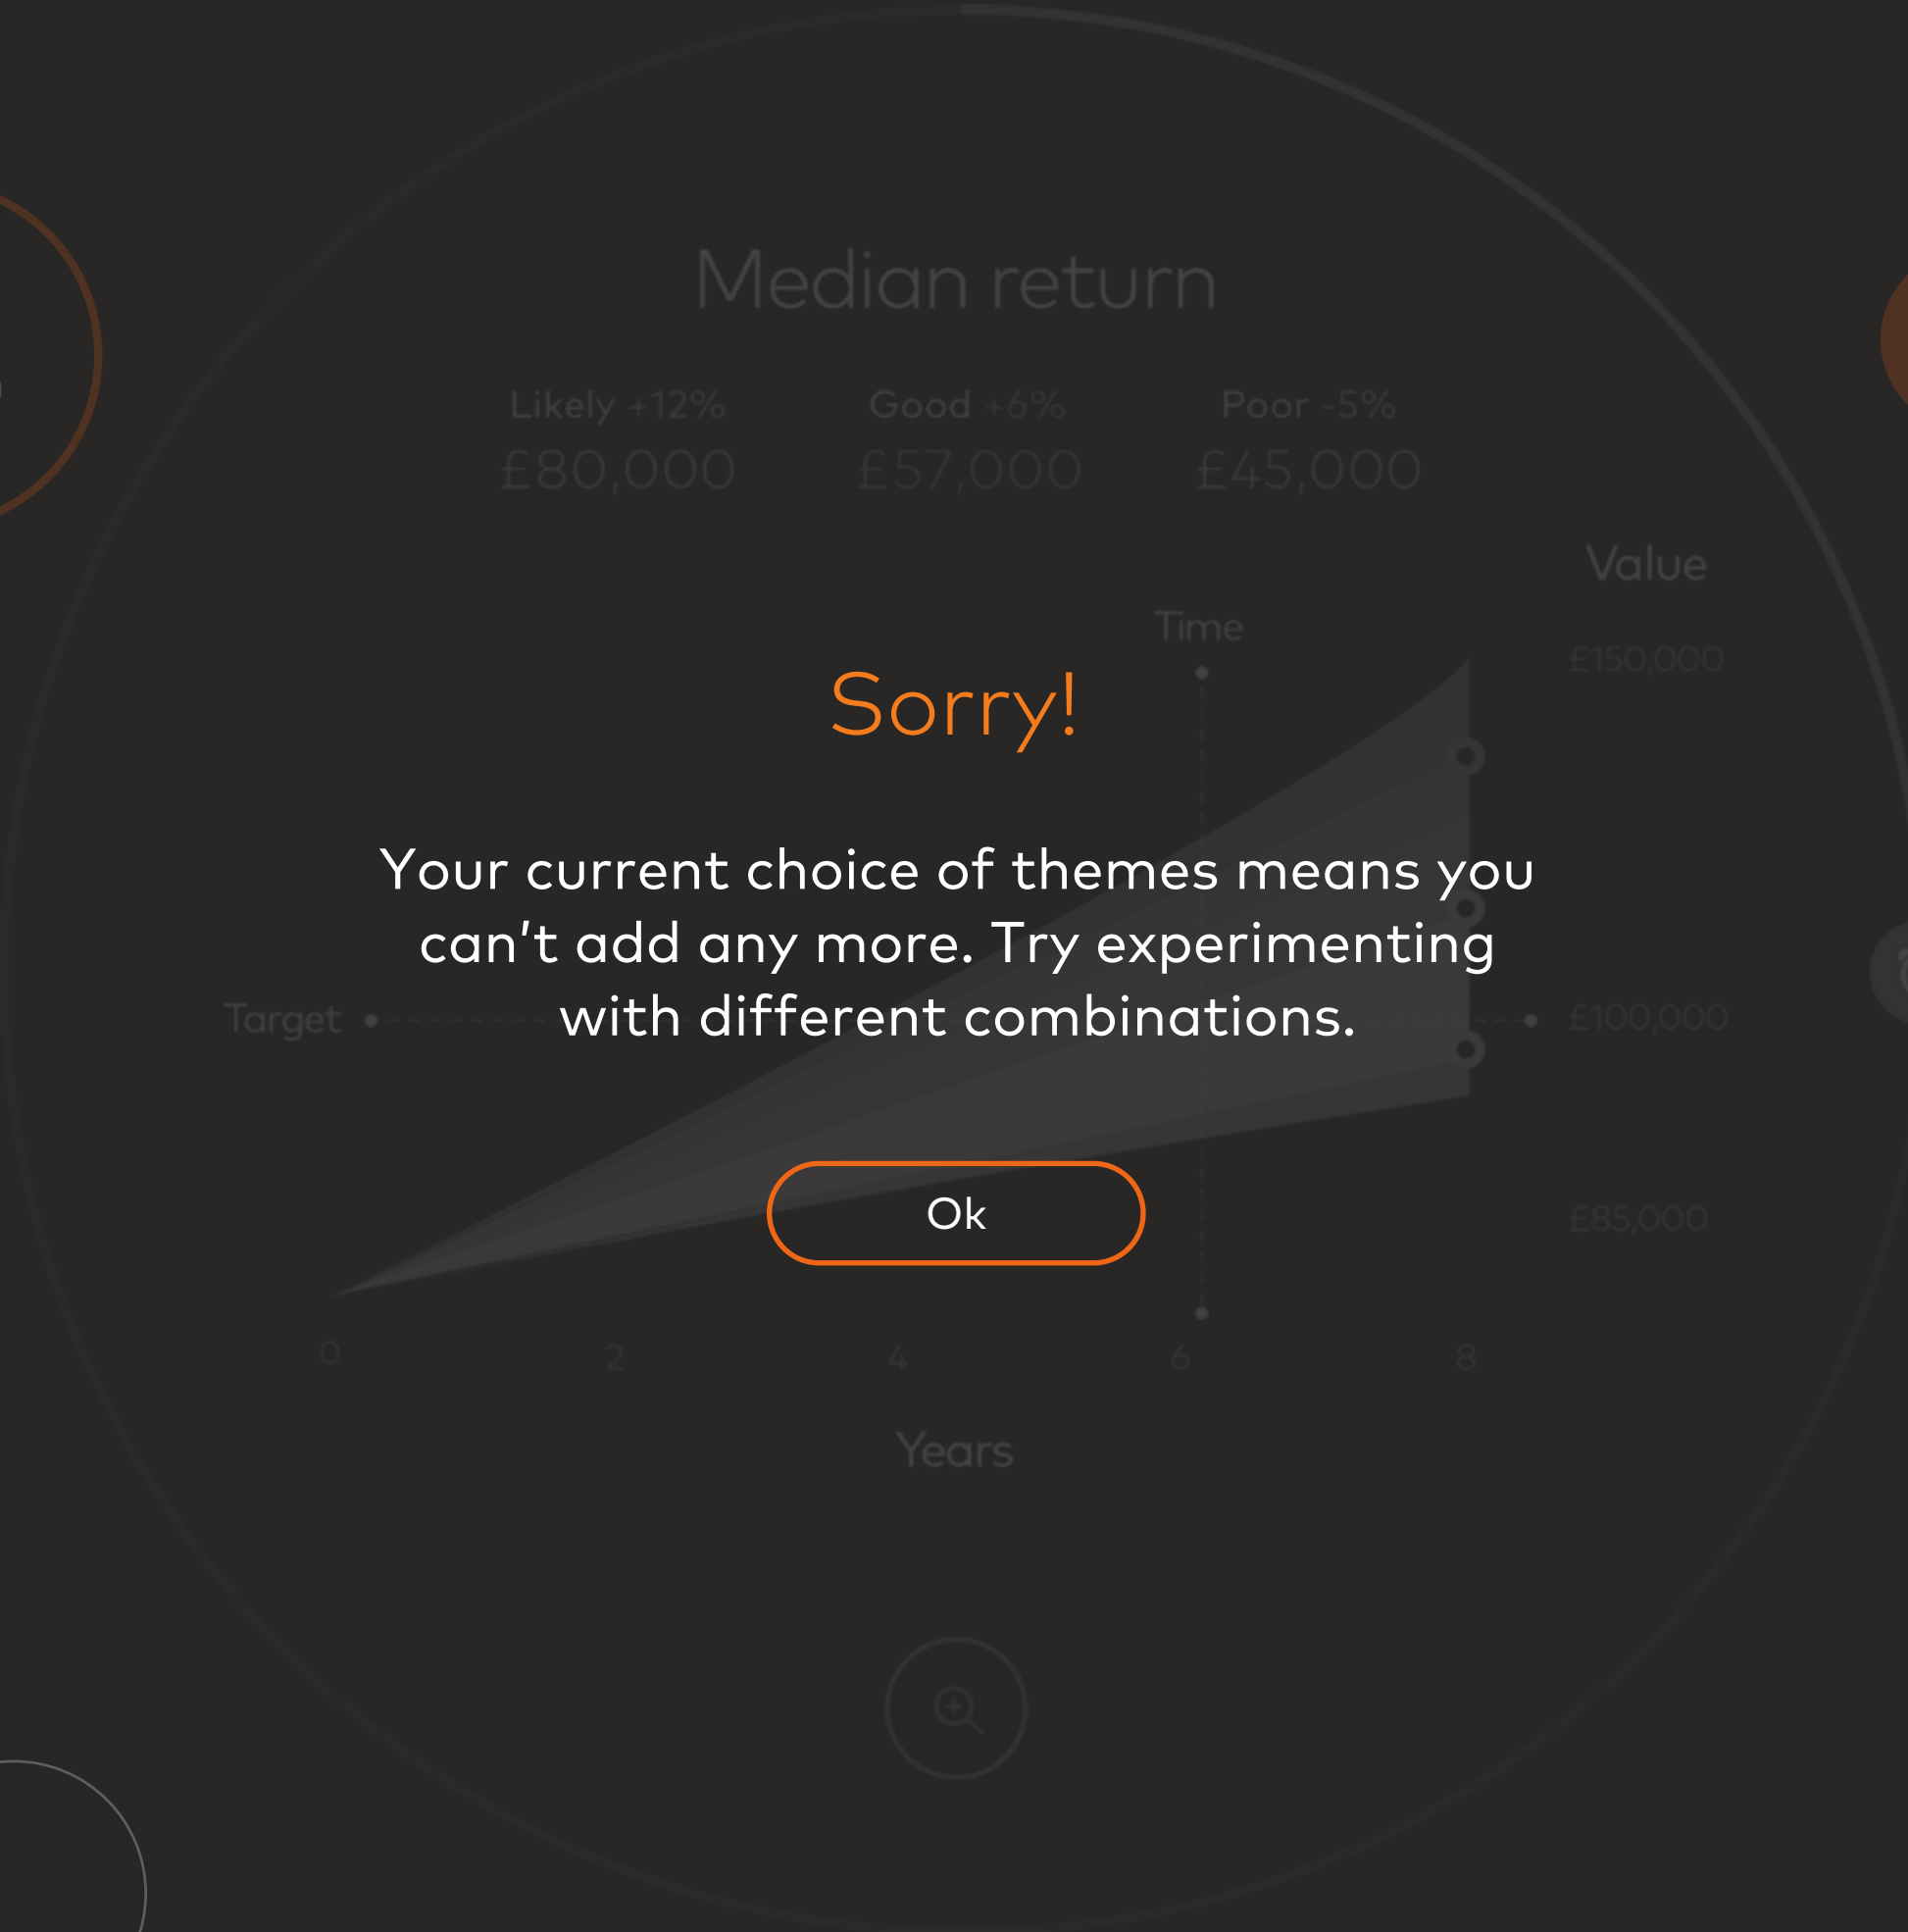 Median return
Likely +12% Good +6% Poor -5%
£80,000 £57,000 £45,000
Value
Time
£150,000
Sorry!
Your current choice of themes means you
can't add any more. Try experimenting
with different combinations.
Target
£100,000
Ok
£85,000
0 2 4 6 8
Years